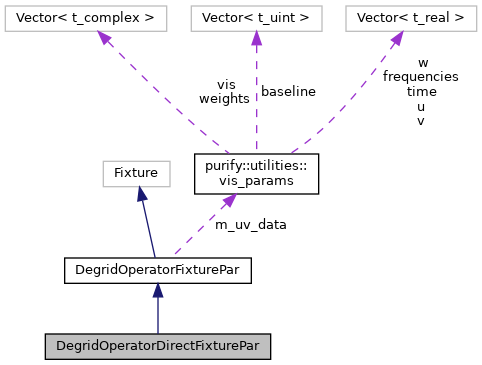 Vector< t_complex >
Vector< t_uint >
Vector< t_real >
vis
weights
baseline
w
frequencies
time
u
v
Fixture
purify::utilities::
vis_params
m_uv_data
DegridOperatorFixturePar
DegridOperatorDirectFixturePar